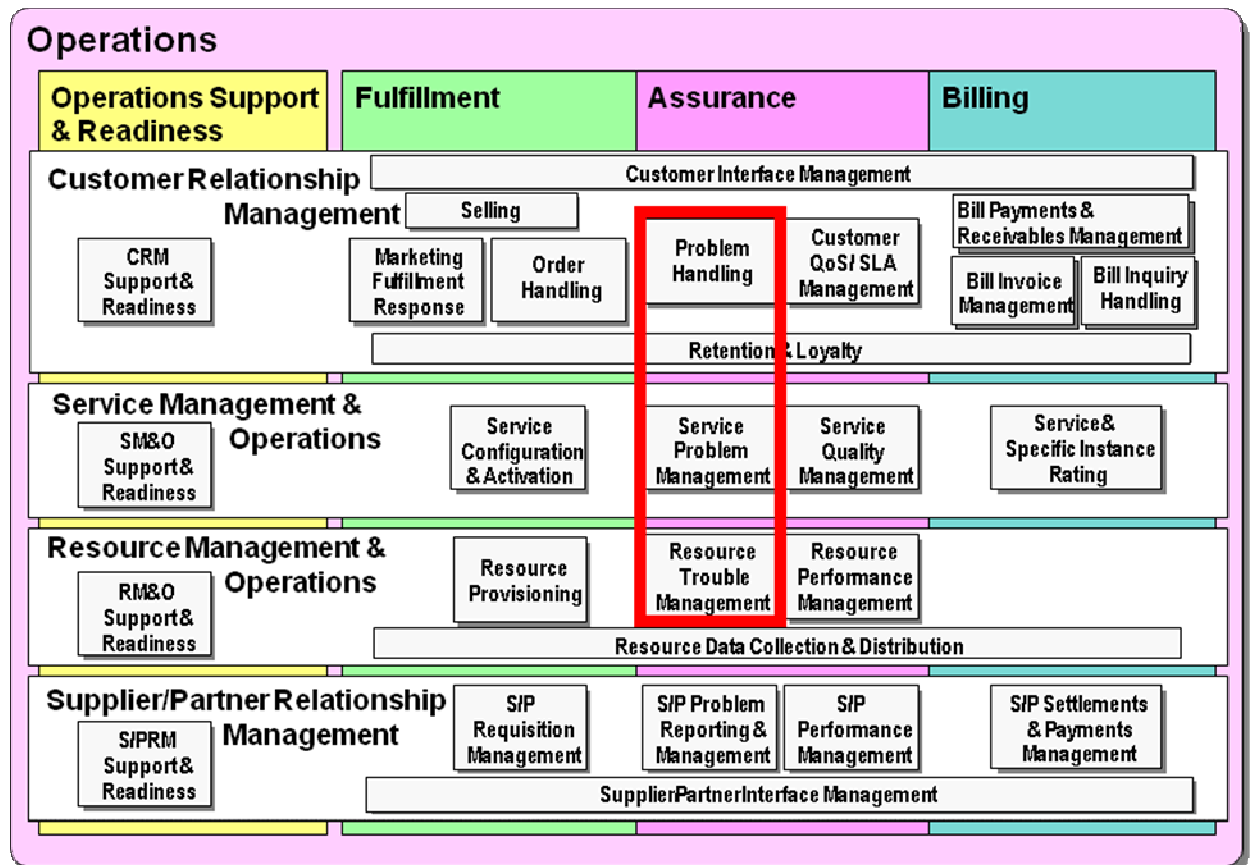 Operations
Operations Support
& Readiness
Fulfillment
Assurance
Billing
Customer Relationship
Management
Customer Interface Management
Selling
CRM
Support&
Readiness
Marketing
Fulfillment
Response
Order
Handling
Problem
Handling
Customer
QoS/ SLA
Management
Bill Payments &
Receivables Management
Bill Invoice
Management
Bill Inquiry
Handling
Retention & Loyalty
Service Management &
Operations
SM&O
Support&
Readiness
Service
Configuration
& Activation
Service
Problem
Management
Service
Quality
Management
Service&
Specific Instance
Rating
Resource Management &
Operations
RM&O
Support&
Readiness
Resource
Provisioning
Resource
Trouble
Management
Resource
Performance
Management
Resource Data Collection & Distribution
Supplier/Partner Relationship
Management
S/PRM
Support&
Readiness
S/P
Requisition
Management
S/P Problem
Reporting &
Management
S/P
Performance
Management
S/P Settlements
& Payments
Management
SupplierPartnerInterface Management